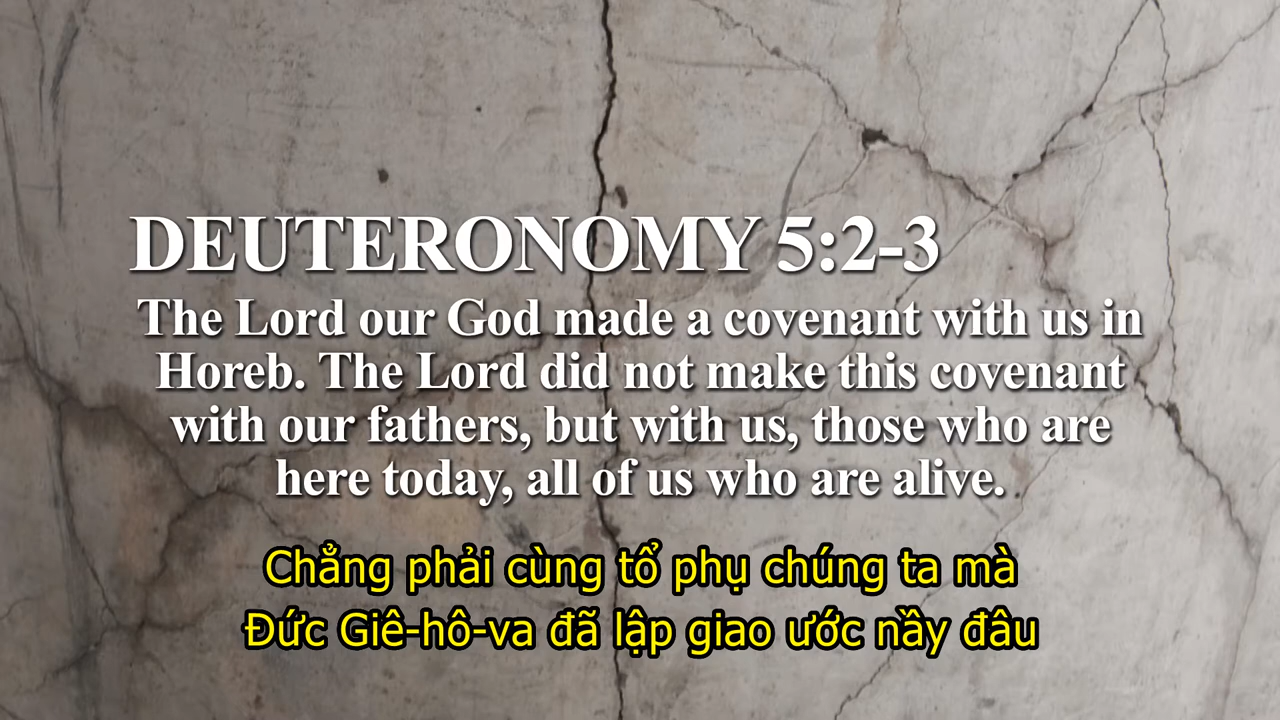 DEUTERONOMY 5:2-3
The Lord our God made a covenant with us in
Horeb. The Lord did not make this covenant
with our fathers, but with us, those who are
here today, all of us who are alive.
Chẳng phải cùng tổ phụ chúng ta mà
Đức Giê-hô-va đã lập giao ước nầy đâu